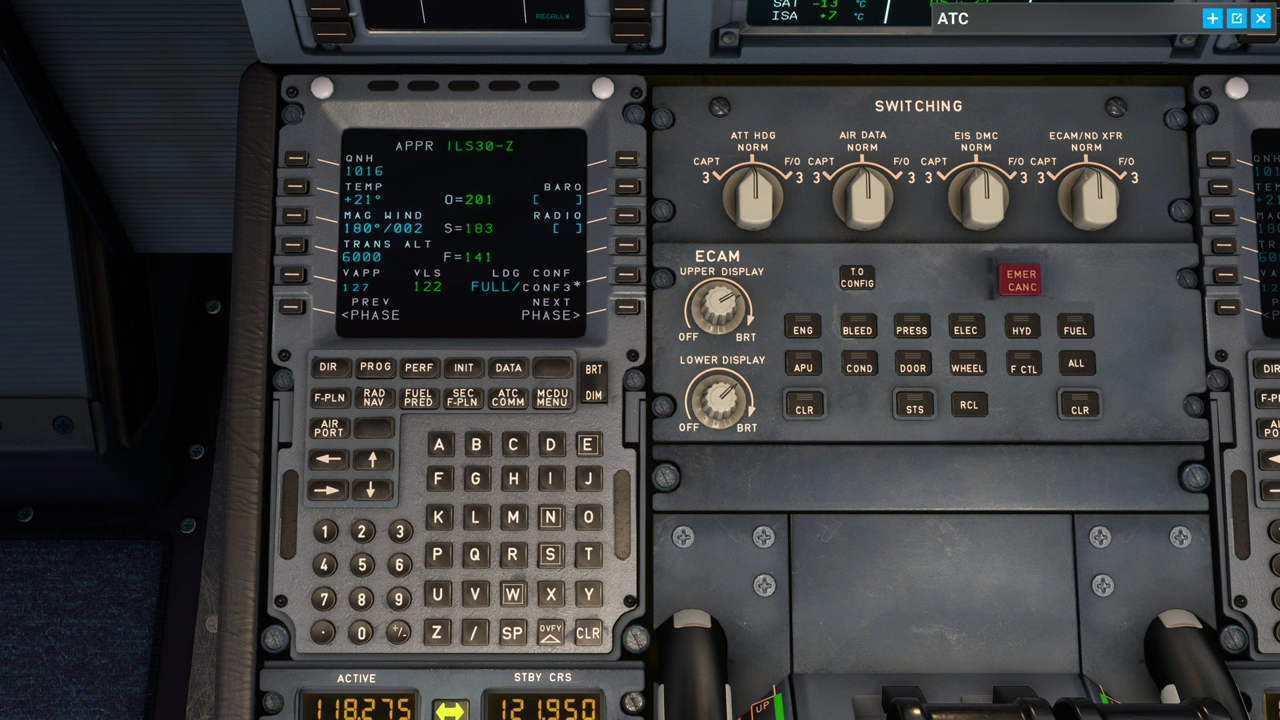 SAT -13 °C
ISA +7 °C
RECALL*
ATC
APPR ILS30-Z
QNH
1016
TEMP BARO
+21° O=201 [ ]
MAG WIND RADIO
180°/002 S=183 [ ]
TRANS ALT
6000 F=141
VAPP VLS LDG CONF
127 122 FULL/CONF3*
PREV NEXT
<PHASE PHASE>
DIR PROG PERF INIT DATA
BRT
F-PLN RAD NAV FUEL PRED SEC F-PLN ATC COMM MCDU MENU
DIM
AIR PORT
A B C D E
F G H I J
K L M N O
P Q R S T
U V W X Y
Z / SP OVFY CLR
1 2 3
4 5 6
7 8 9
. 0 +/-
ACTIVE STBY CRS
118.275 121.950
SWITCHING
ATT HDG AIR DATA EIS DMC ECAM/ND XFR
NORM NORM NORM NORM
CAPT F/O CAPT F/O CAPT F/O CAPT F/O
3 3 3 3 3 3 3 3
ECAM
UPPER DISPLAY
OFF BRT
LOWER DISPLAY
OFF BRT
T.O CONFIG
EMER CANC
ENG BLEED PRESS ELEC HYD FUEL
APU COND DOOR WHEEL F CTL ALL
CLR STS RCL CLR
UP
QNH
TEMP
DIR